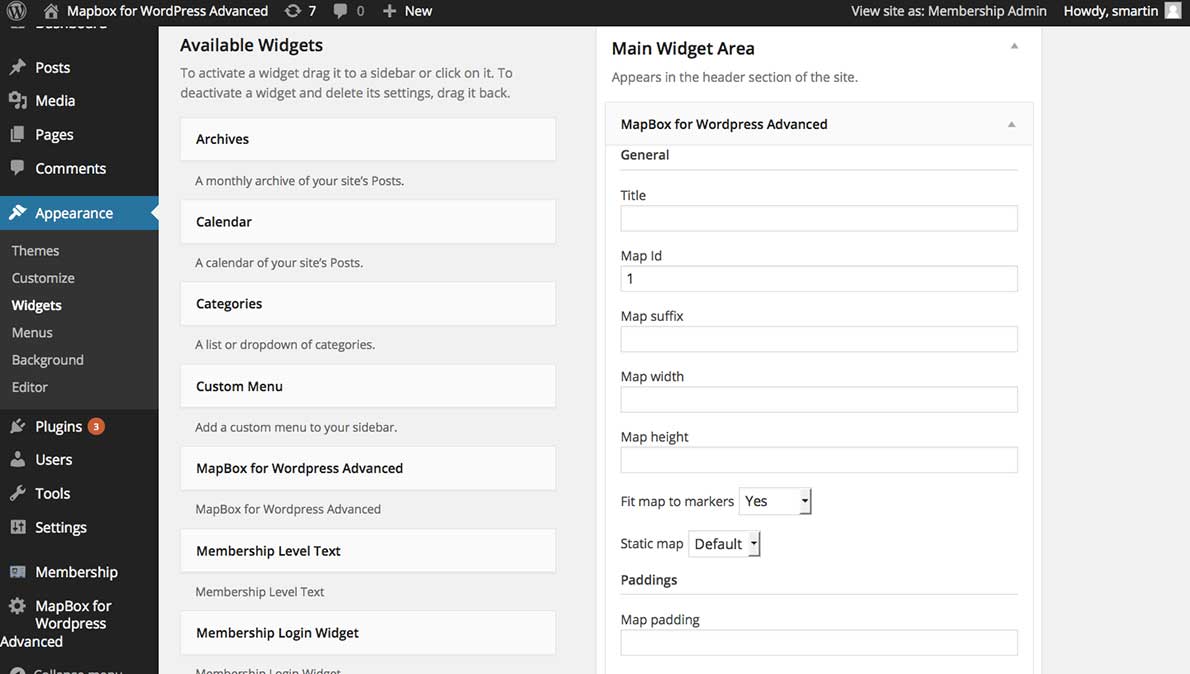 Mapbox for WordPress Advanced 7 0 New View site as: Membership Admin Howdy, smartin
Dashboard
Posts
Media
Pages
Comments
Appearance
Themes
Customize
Widgets
Menus
Background
Editor
Plugins 3
Users
Tools
Settings
Membership
MapBox for
Wordpress
Advanced
Collapse menu
Available Widgets
To activate a widget drag it to a sidebar or click on it. To
deactivate a widget and delete its settings, drag it back.
Archives
A monthly archive of your site's Posts.
Calendar
A calendar of your site's Posts.
Categories
A list or dropdown of categories.
Custom Menu
Add a custom menu to your sidebar.
MapBox for Wordpress Advanced
MapBox for Wordpress Advanced
Membership Level Text
Membership Level Text
Membership Login Widget
Membership Login Widget
Main Widget Area
Appears in the header section of the site.
MapBox for Wordpress Advanced
General
Title
Map Id
1
Map suffix
Map width
Map height
Fit map to markers Yes
Static map Default
Paddings
Map padding